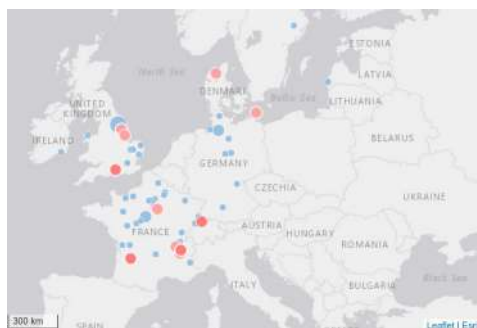 ESTONIA
North Sea
LATVIA
DENMARK
Baltic Sea
LITHUANIA
UNITED
KINGDOM
IRELAND
BELARUS
GERMANY
UKRAINE
CZECHIA
FRANCE
AUSTRIA
HUNGARY
ROMANIA
Black Sea
ITALY
BULGARIA
300 km
SPAIN
Leaflet | Esri